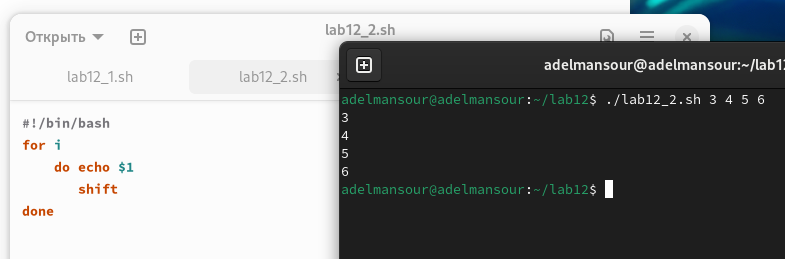 Открыть
lab12_2.sh
lab12_1.sh
lab12_2.sh
#!/bin/bash
for i
do echo $1
shift
done
adelmansour@adelmansour:~/lab12
adelmansour@adelmansour:~/lab12$ ./lab12_2.sh 3 4 5 6
3
4
5
6
adelmansour@adelmansour:~/lab12$